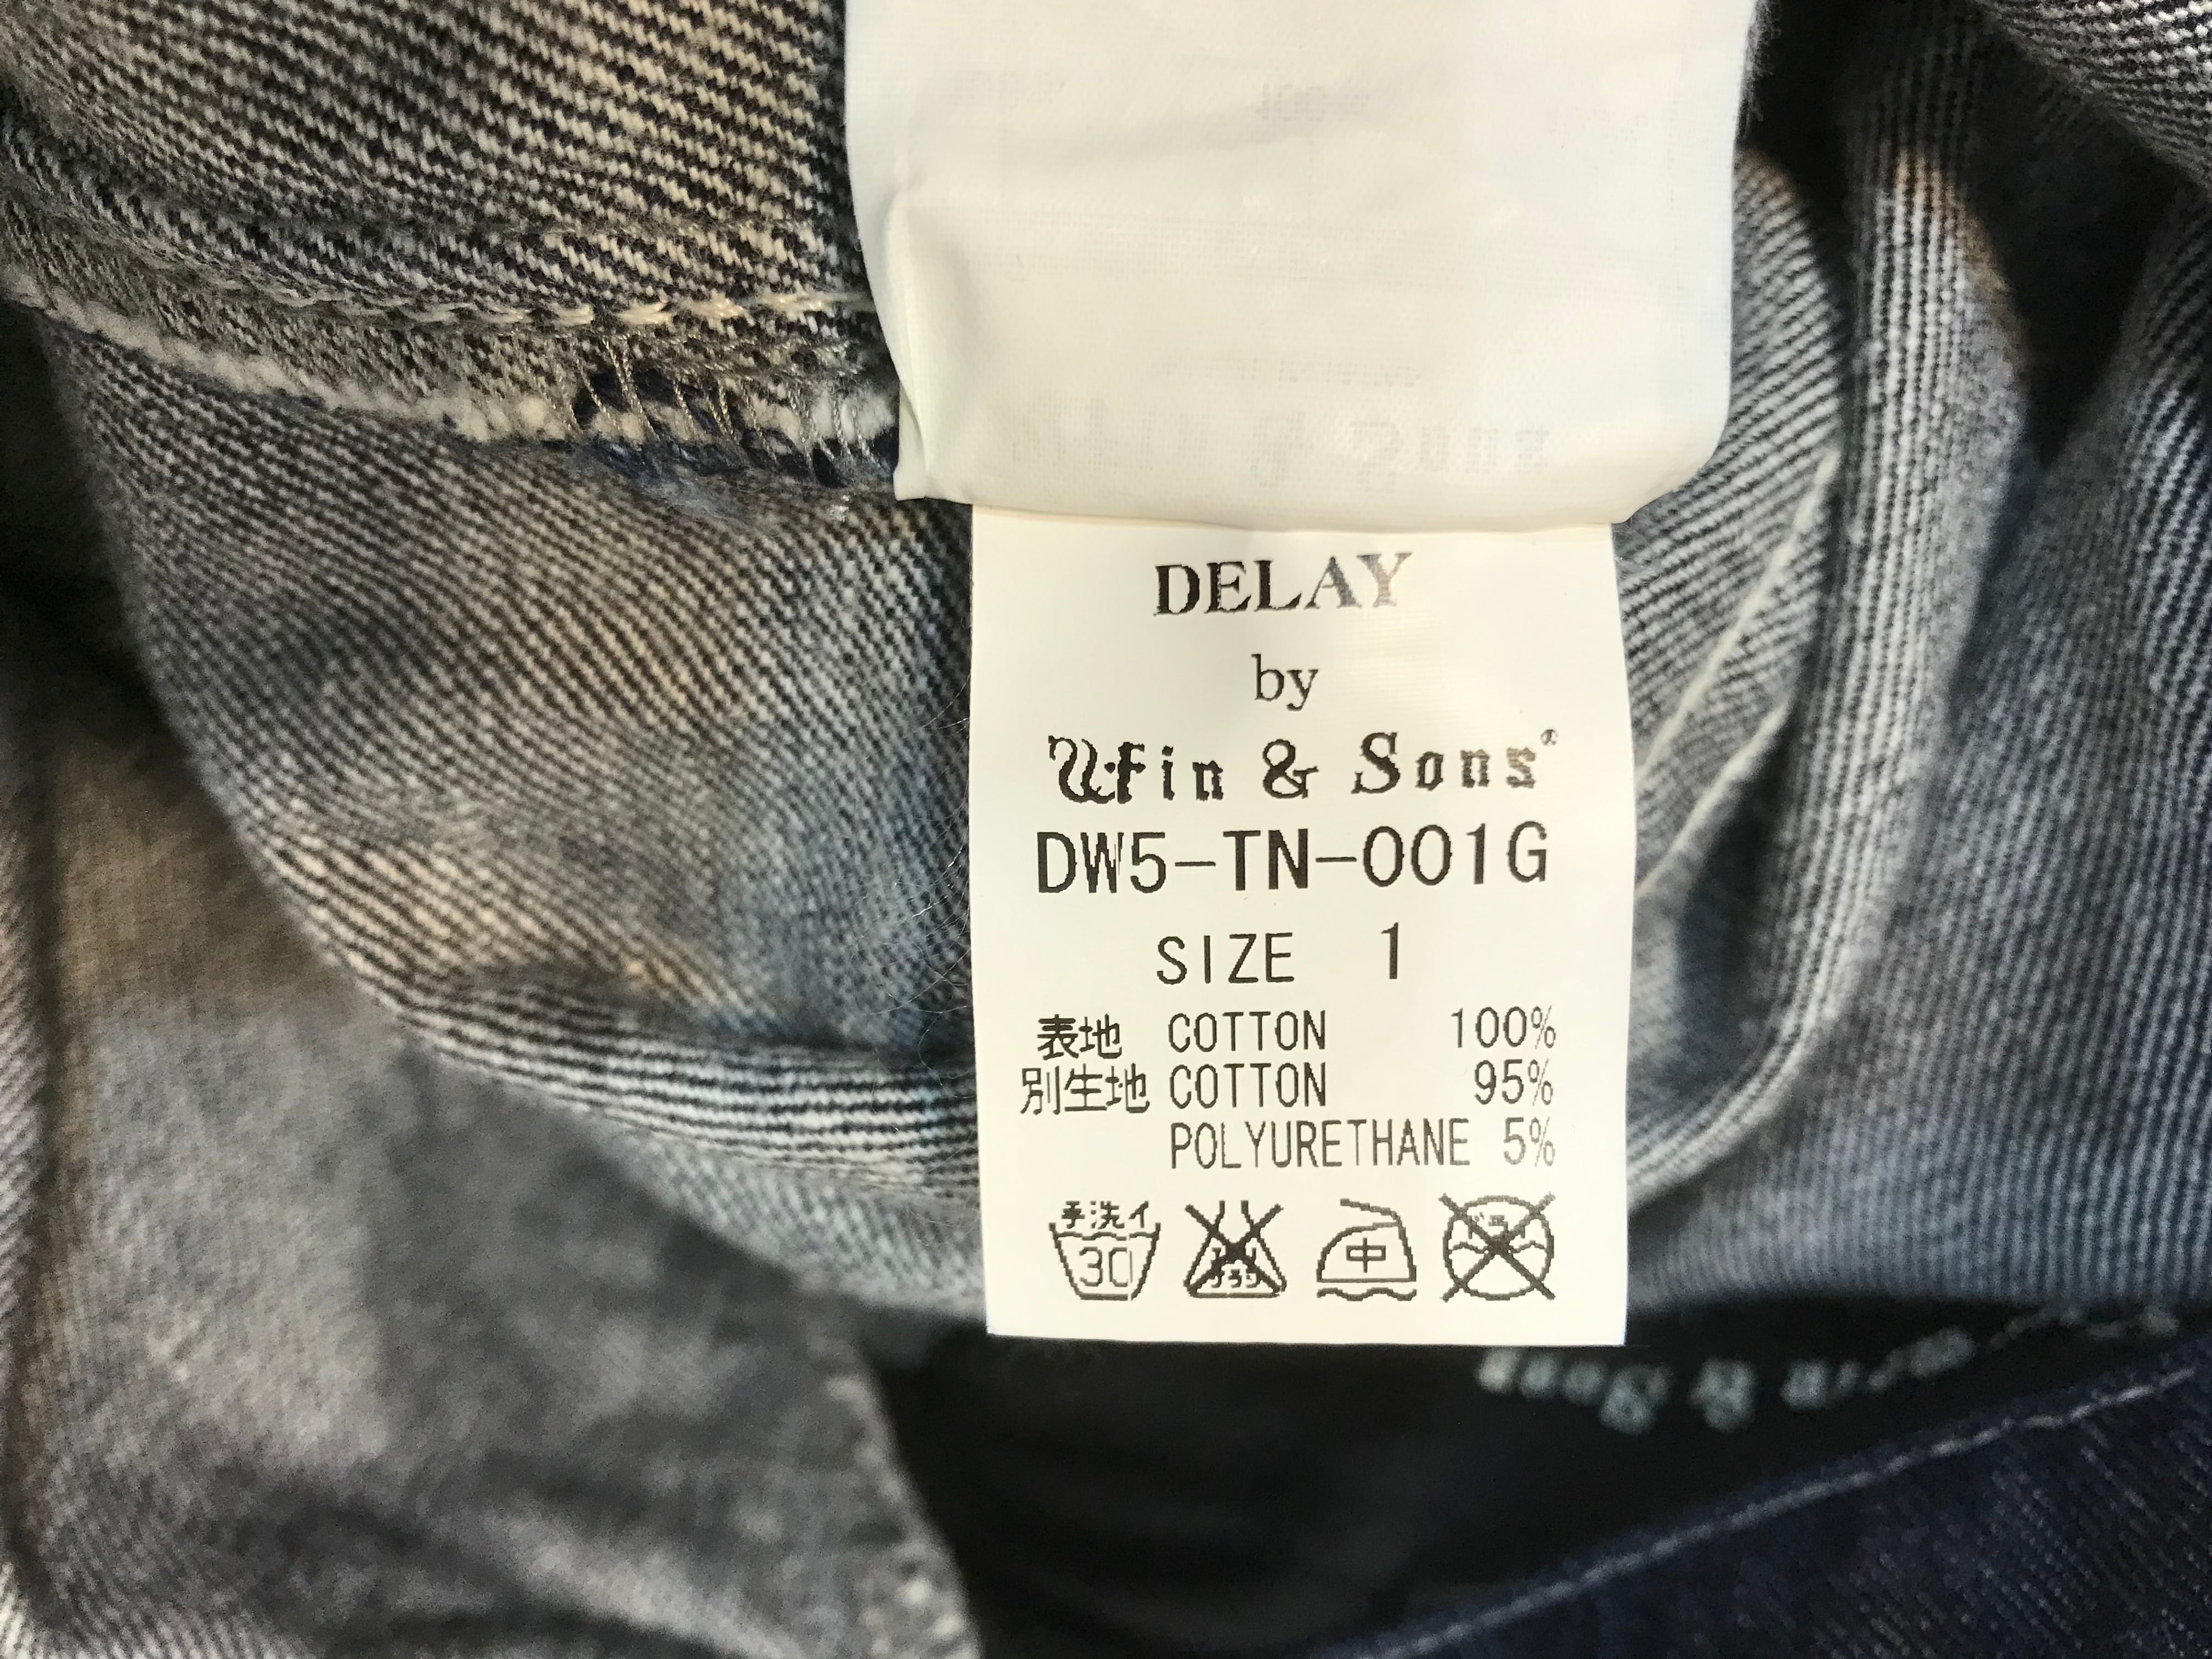 DELAY
by
Wfin & Sons®
DW5-TN-001G
SIZE 1
表地 COTTON 100%
別生地 COTTON 95%
POLYURETHANE 5%
手洗イ
30
中